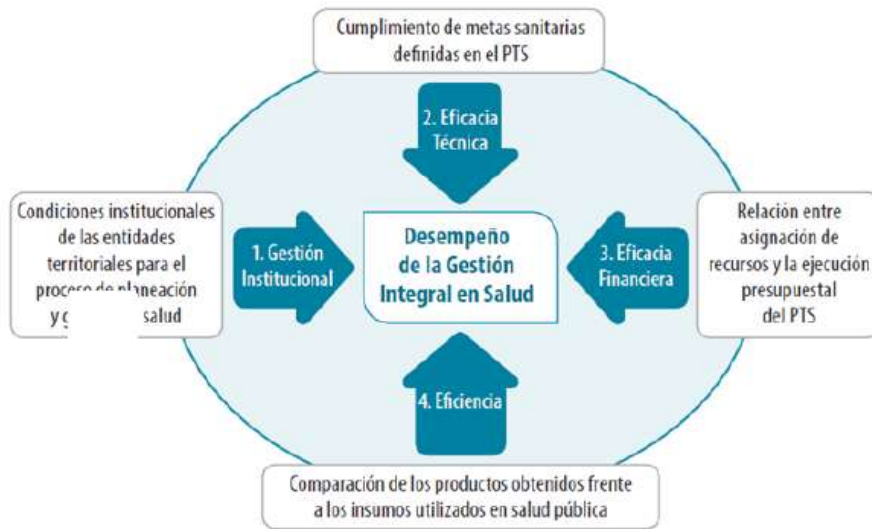 Cumplimiento de metas sanitarias
definidas en el PTS
2. Eficacia
Técnica
Condiciones institucionales
de las entidades
territoriales para el
proceso de planeación
y salud
1. Gestión
Institucional
Desempeño
de la Gestión
Integral en Salud
3. Eficacia
Financiera
Relación entre
asignación de
recursos y la ejecución
presupuestal
del PTS
4. Eficiencia
Comparación de los productos obtenidos frente
a los insumos utilizados en salud pública